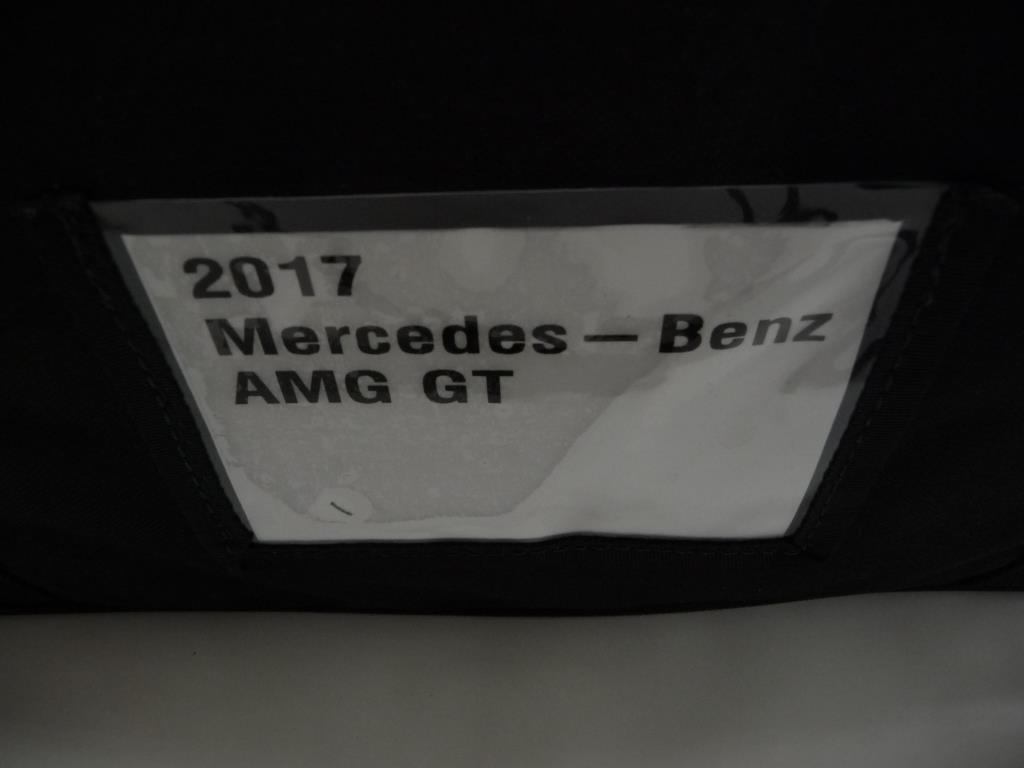 2017
Mercedes – Benz
AMG GT